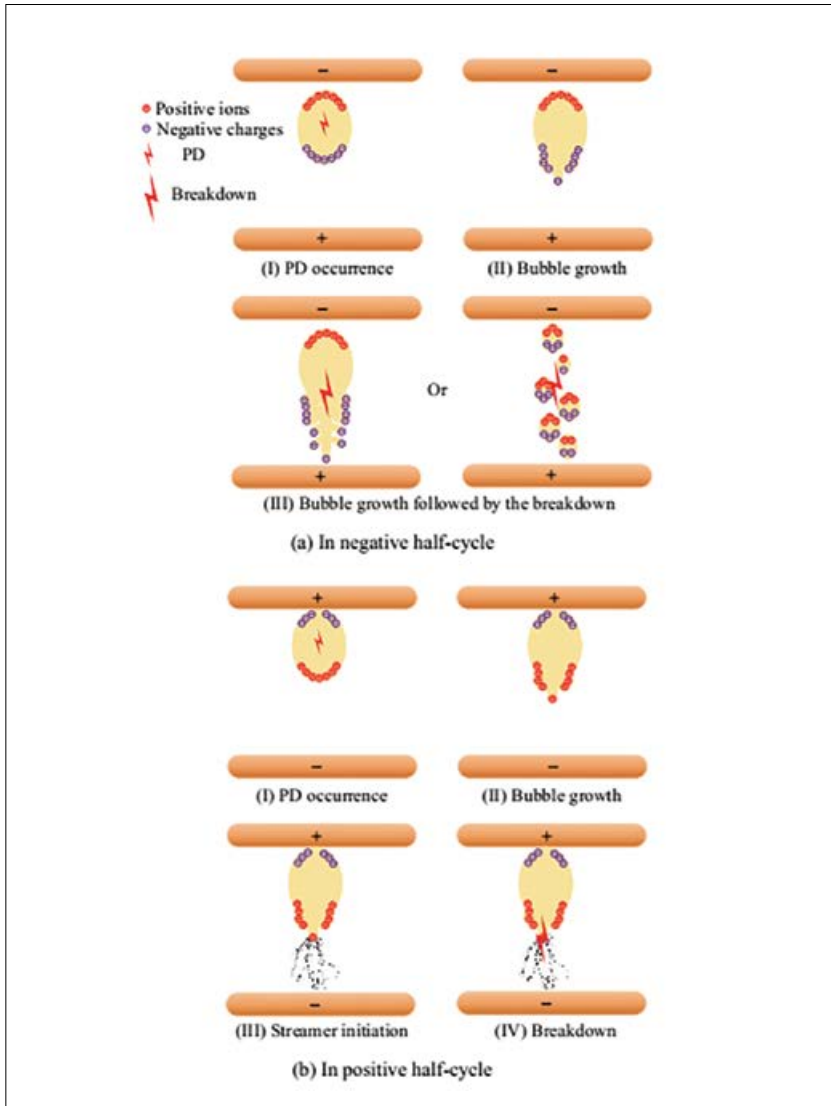 − −
Positive ions
Negative charges
PD
Breakdown
+ +
(I) PD occurrence (II) Bubble growth
− −
Or
+ +
(III) Bubble growth followed by the breakdown
(a) In negative half-cycle
+ +
− −
(I) PD occurrence (II) Bubble growth
+ +
− −
(III) Streamer initiation (IV) Breakdown
(b) In positive half-cycle